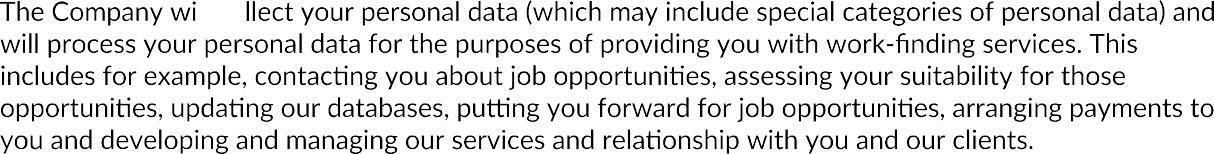 The Company wi llect your personal data (which may include special categories of personal data) and
will process your personal data for the purposes of providing you with work-finding services. This
includes for example, contacting you about job opportunities, assessing your suitability for those
opportunities, updating our databases, putting you forward for job opportunities, arranging payments to
you and developing and managing our services and relationship with you and our clients.